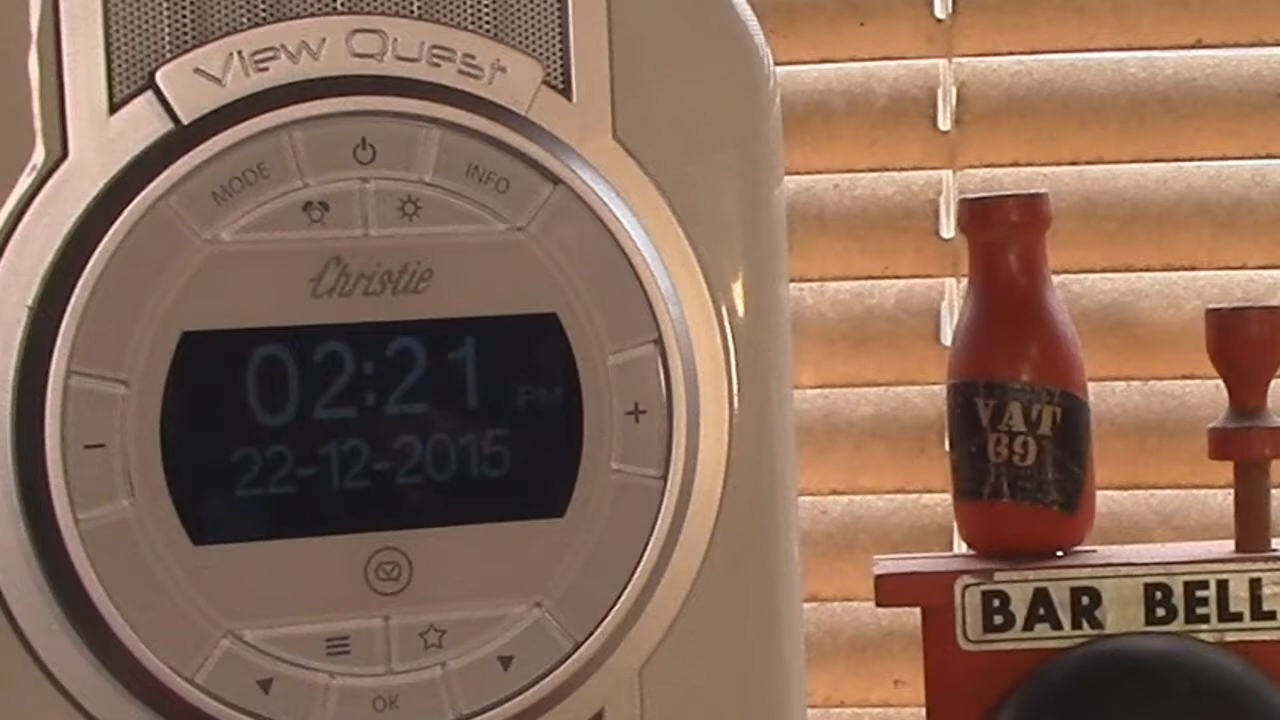 View Quest
MODE
INFO
Christie
02:21 PM
22-12-2015
−
+
OK
VAT
69
BAR BELL